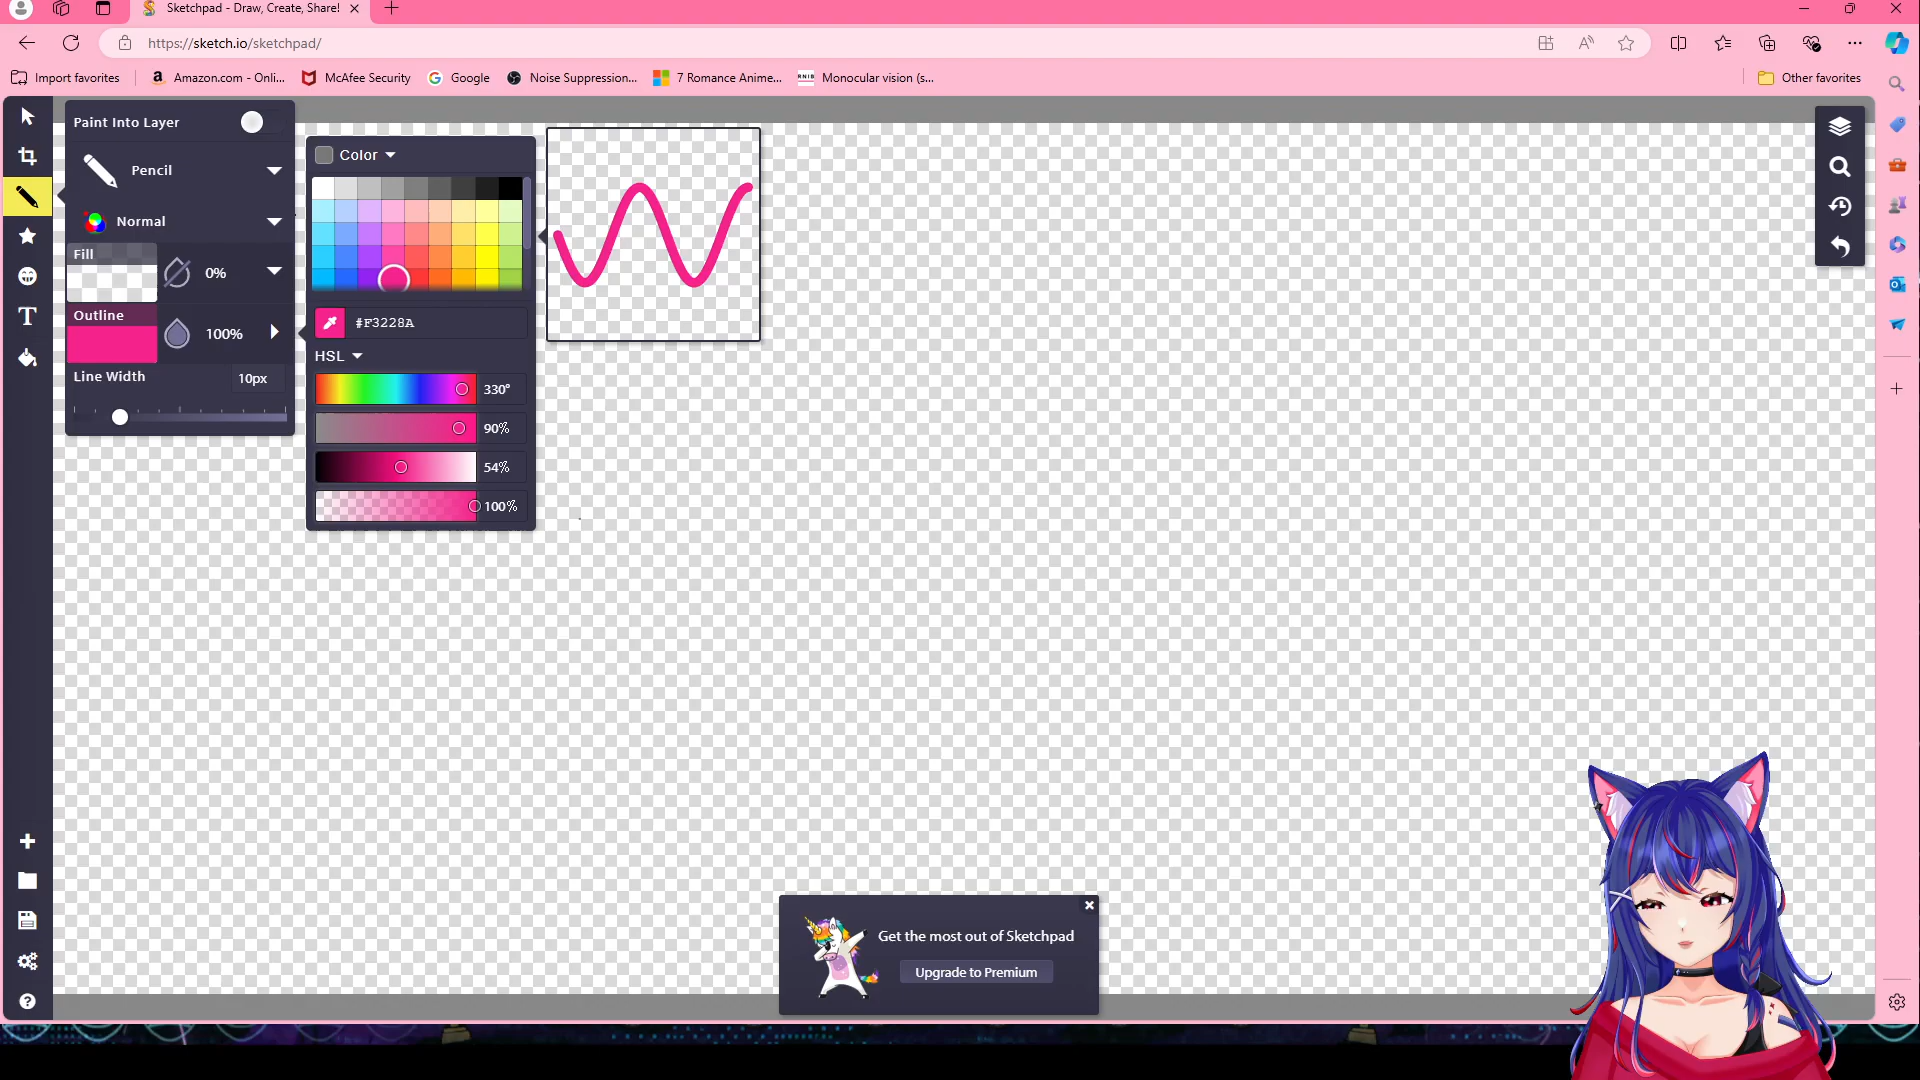 Sketchpad - Draw, Create, Share!
https://sketch.io/sketchpad/
Import favorites
Amazon.com - Onli...
McAfee Security
Google
Noise Suppression...
7 Romance Anime...
RNIB
Monocular vision (s...
Other favorites
Paint Into Layer
Pencil
Normal
Fill
0%
Outline
100%
Line Width
10px
Color
#F3228A
HSL
330°
90%
54%
100%
Get the most out of Sketchpad
Upgrade to Premium